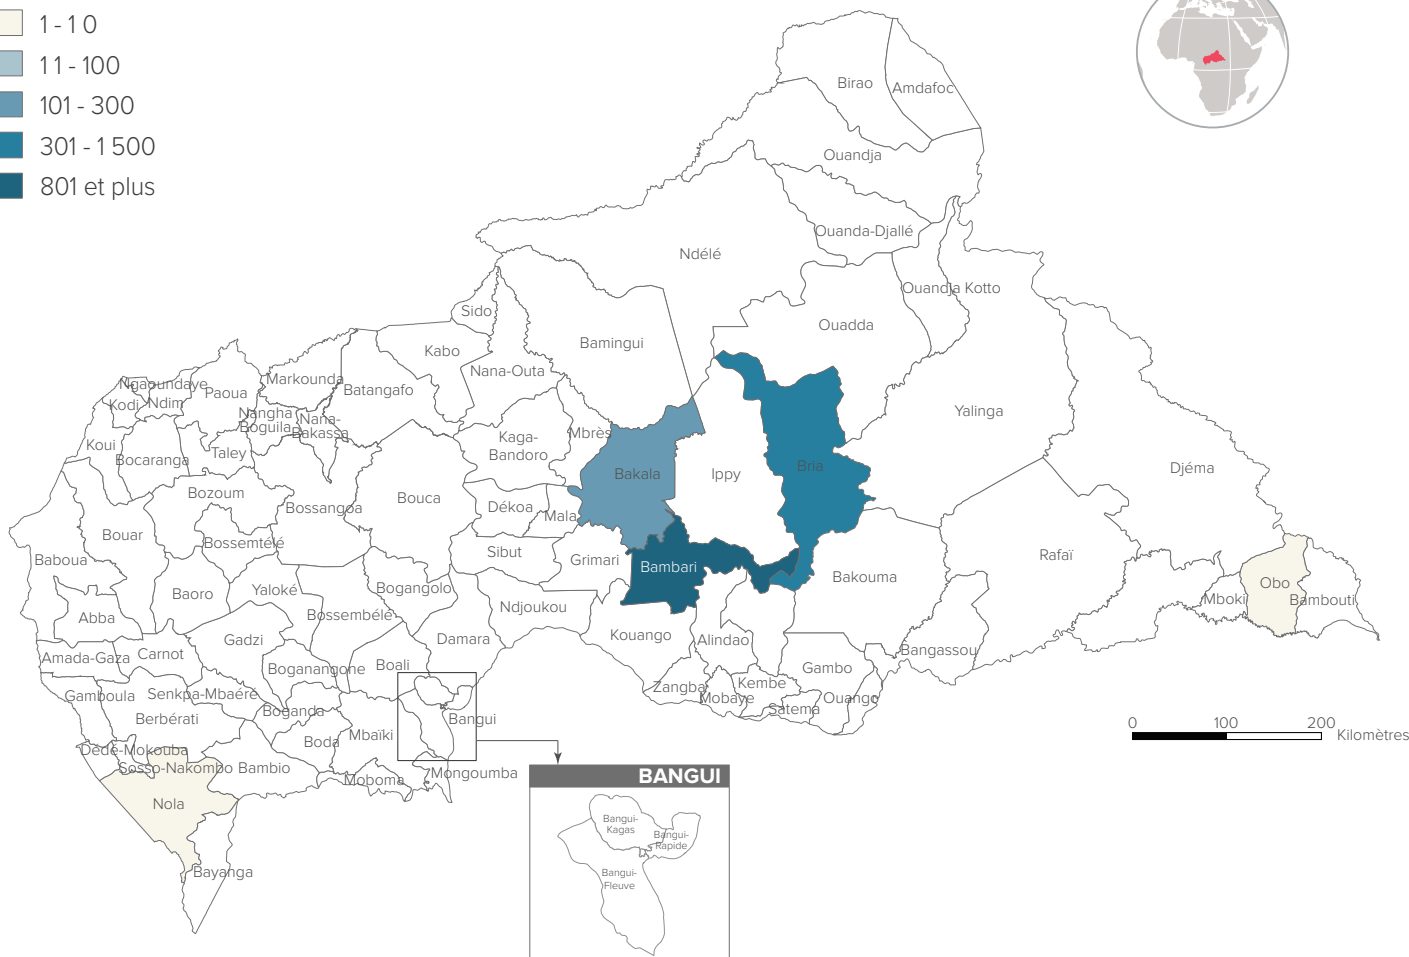 1 - 1 0
11 - 100
101 - 300
301 - 1 500
801 et plus
Birao
Amdafoc
Ouandja
Ouanda-Djallé
Ndélé
Ouandja Kotto
Sido
Ouadda
Bamingui
Kabo
Nana-Outa
Markounda
Ngaoundaye
Paoua
Batangafo
Kodi
Ndim
Nangha
Boguila
Nana-
Bakassa
Yalinga
Mbrès
Kaga-
Bandoro
Koui
Bocaranga
Taley
Bakala
Ippy
Bria
Djéma
Bozoum
Bouca
Bossangoa
Dékoa
Mala
Bouar
Bossemtélé
Sibut
Grimari
Baboua
Rafaï
Bambari
Bakouma
Obo
Mboki
Bambouti
Baoro
Yaloké
Bogangolo
Bossembélé
Ndjoukou
Abba
Gadzi
Damara
Kouango
Alindao
Bangassou
Amada-Gaza
Carnot
Boganangone
Boali
Gambo
Zangba
Kembe
Mobaye
Satema
Ouango
Gamboula
Senkpa-Mbaéré
Berbérati
Boganda
Bangui
Boda
Mbaïki
Dédé-Mokouba
Sosso-Nakombo
Bambio
Moboma
Mongoumba
Nola
Bayanga
0
100
200
Kilomètres
BANGUI
Bangui-
Kagas
Bangui-
Rapide
Bangui-
Fleuve